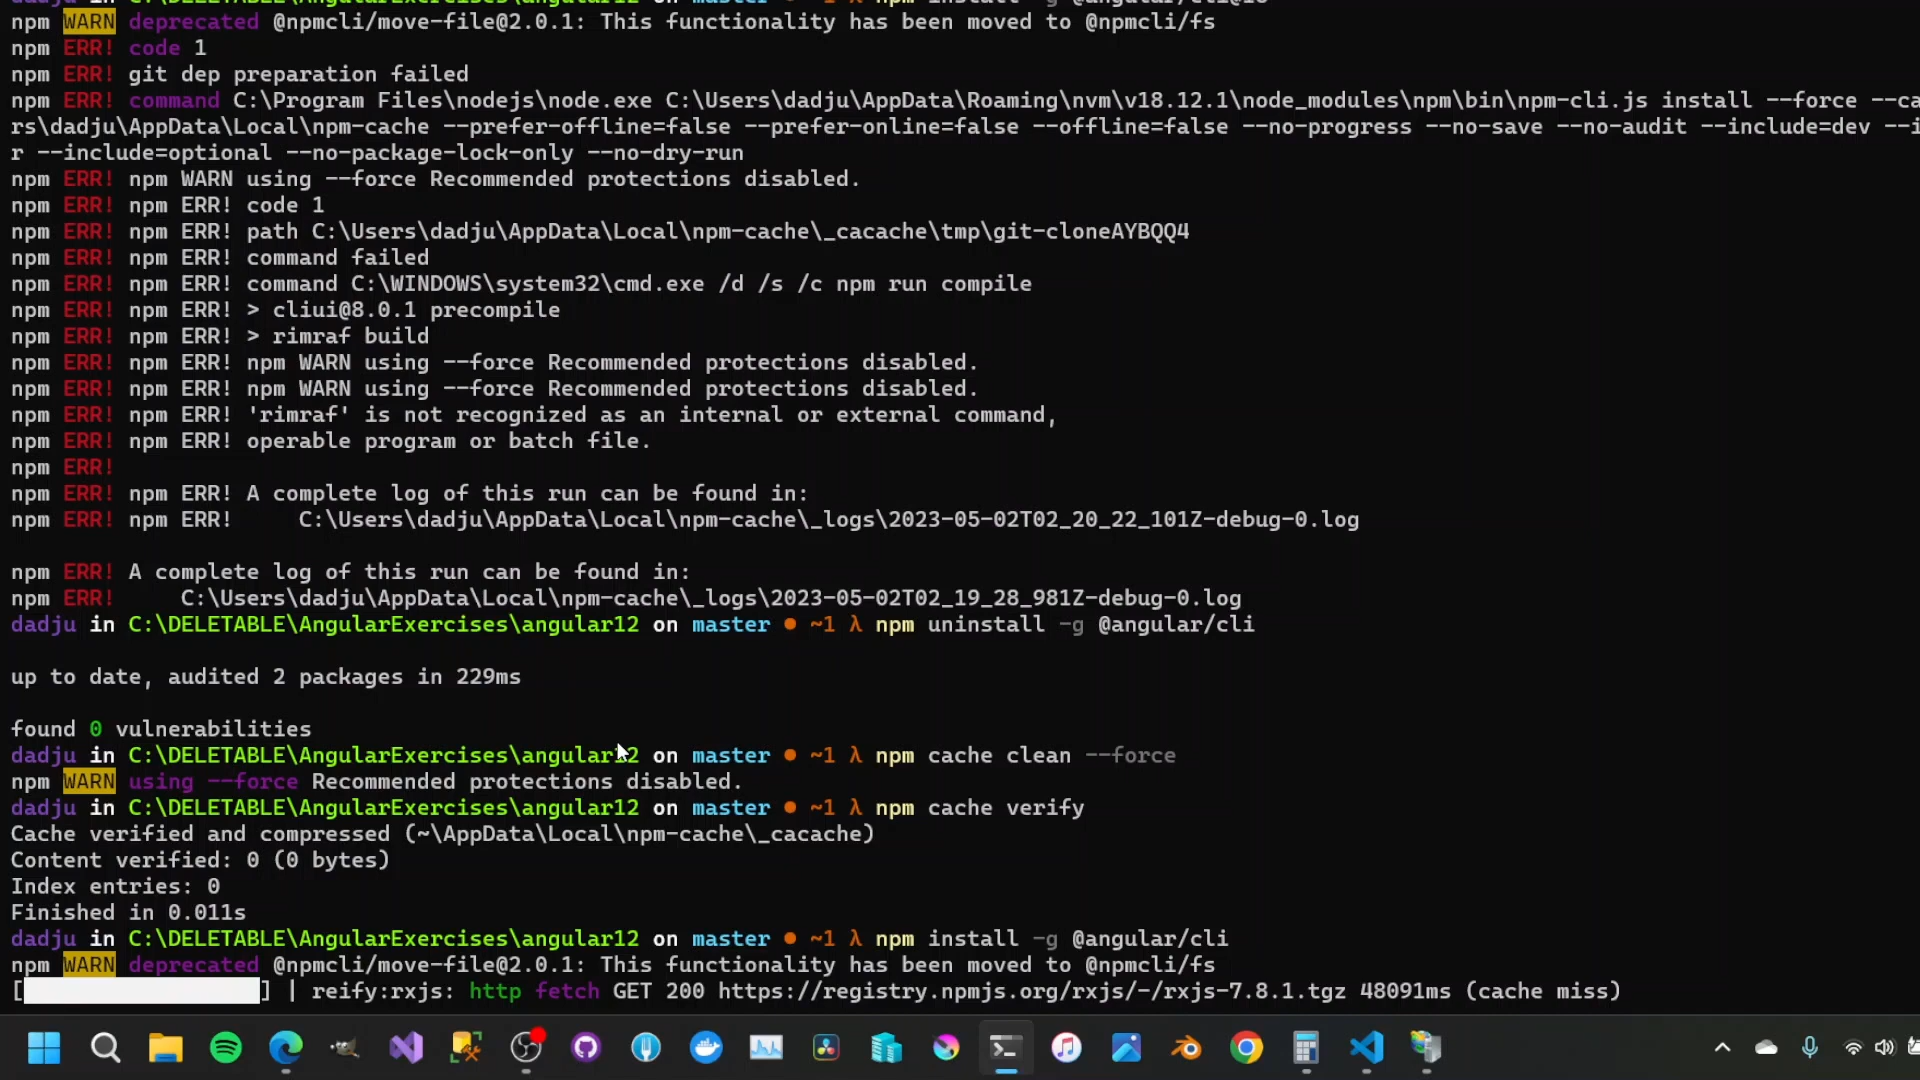 dadju in C:\DELETABLE\AngularExercises\angular12 on master ● ~1 λ npm install -g @angular/cli@16
npm WARN deprecated @npmcli/move-file@2.0.1: This functionality has been moved to @npmcli/fs
npm ERR! code 1
npm ERR! git dep preparation failed
npm ERR! command C:\Program Files\nodejs\node.exe C:\Users\dadju\AppData\Roaming\nvm\v18.12.1\node_modules\npm\bin\npm-cli.js install --force --ca
rs\dadju\AppData\Local\npm-cache --prefer-offline=false --prefer-online=false --offline=false --no-progress --no-save --no-audit --include=dev --i
r --include=optional --no-package-lock-only --no-dry-run
npm ERR! npm WARN using --force Recommended protections disabled.
npm ERR! npm ERR! code 1
npm ERR! npm ERR! path C:\Users\dadju\AppData\Local\npm-cache\_cacache\tmp\git-cloneAYBQQ4
npm ERR! npm ERR! command failed
npm ERR! npm ERR! command C:\WINDOWS\system32\cmd.exe /d /s /c npm run compile
npm ERR! npm ERR! > cliui@8.0.1 precompile
npm ERR! npm ERR! > rimraf build
npm ERR! npm ERR! npm WARN using --force Recommended protections disabled.
npm ERR! npm ERR! npm WARN using --force Recommended protections disabled.
npm ERR! npm ERR! 'rimraf' is not recognized as an internal or external command,
npm ERR! npm ERR! operable program or batch file.
npm ERR!
npm ERR! npm ERR! A complete log of this run can be found in:
npm ERR! npm ERR!     C:\Users\dadju\AppData\Local\npm-cache\_logs\2023-05-02T02_20_22_101Z-debug-0.log
npm ERR! A complete log of this run can be found in:
npm ERR!     C:\Users\dadju\AppData\Local\npm-cache\_logs\2023-05-02T02_19_28_981Z-debug-0.log
dadju in C:\DELETABLE\AngularExercises\angular12 on master ● ~1 λ npm uninstall -g @angular/cli
up to date, audited 2 packages in 229ms
found 0 vulnerabilities
dadju in C:\DELETABLE\AngularExercises\angular12 on master ● ~1 λ npm cache clean --force
npm WARN using --force Recommended protections disabled.
dadju in C:\DELETABLE\AngularExercises\angular12 on master ● ~1 λ npm cache verify
Cache verified and compressed (~\AppData\Local\npm-cache\_cacache)
Content verified: 0 (0 bytes)
Index entries: 0
Finished in 0.011s
dadju in C:\DELETABLE\AngularExercises\angular12 on master ● ~1 λ npm install -g @angular/cli
npm WARN deprecated @npmcli/move-file@2.0.1: This functionality has been moved to @npmcli/fs
[         ] | reify:rxjs: http fetch GET 200 https://registry.npmjs.org/rxjs/-/rxjs-7.8.1.tgz 48091ms (cache miss)